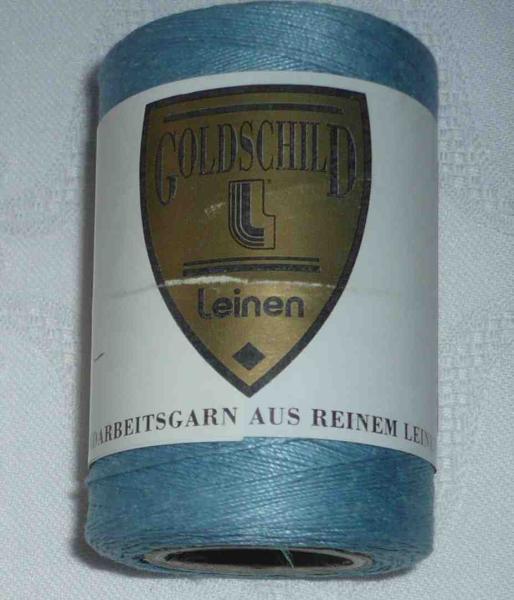 GOLDSCHILD
L
Leinen
DARBEITSGARN AUS REINEM LEIN